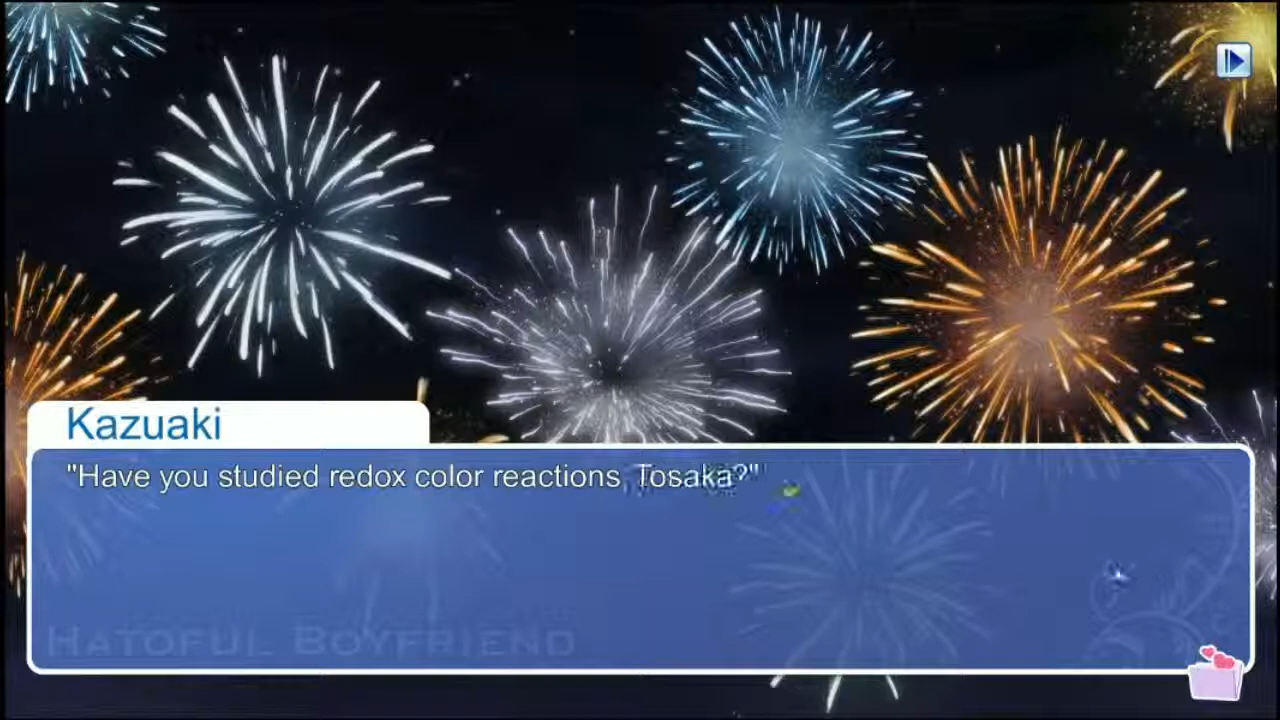 Kazuaki
"Have you studied redox color reactions, Tosaka?"
HATOFUL BOYFRIEND